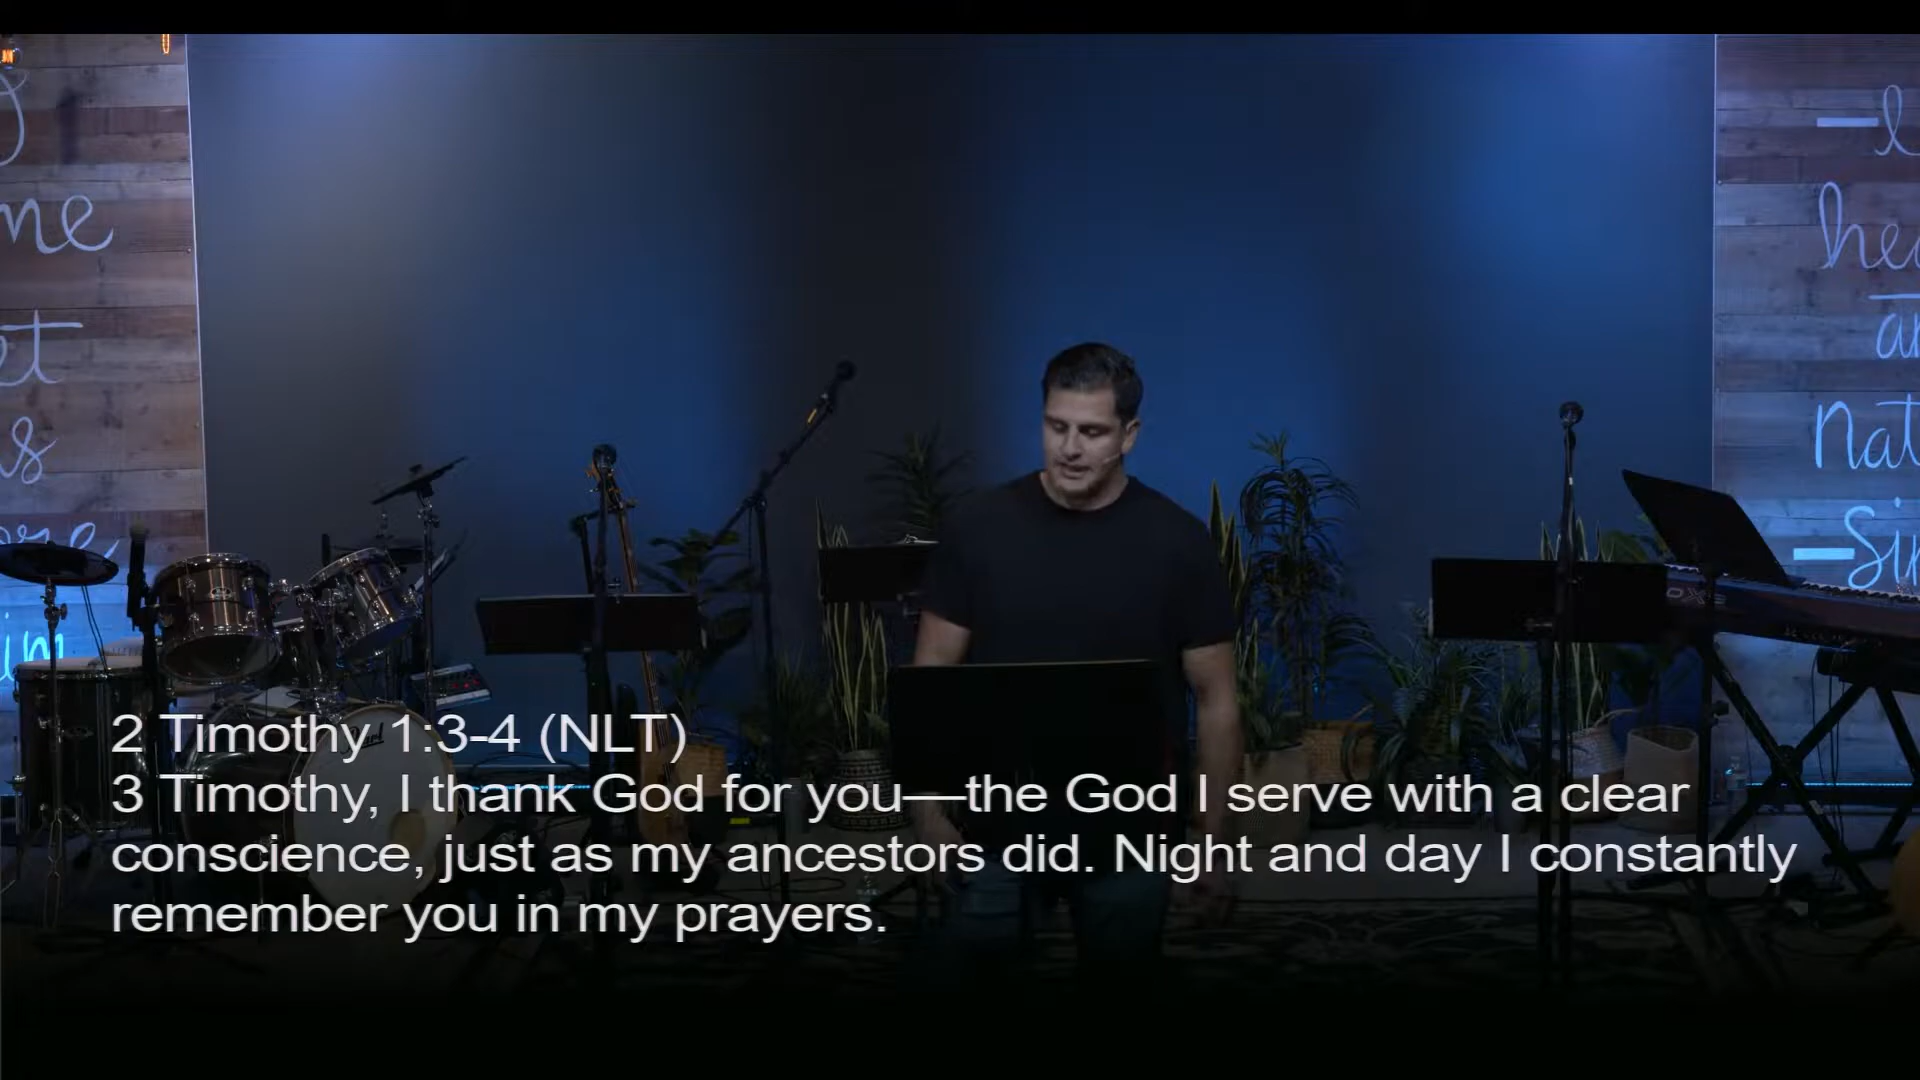 me
2 Timothy 1:3-4 (NLT)
3 Timothy, I thank God for you—the God I serve with a clear
conscience, just as my ancestors did. Night and day I constantly
remember you in my prayers.